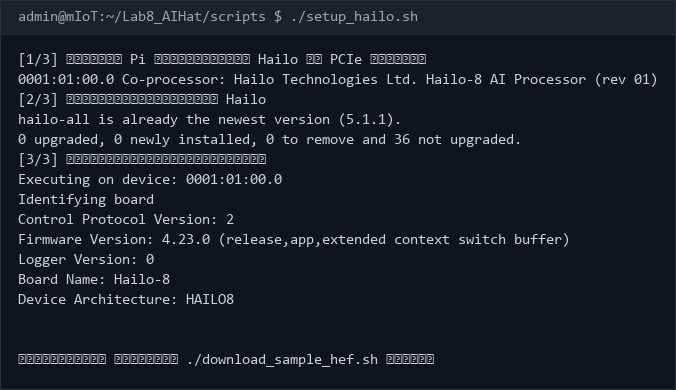 admin@mIoT:~/Lab8_AIHat/scripts $ ./setup_hailo.sh
[1/3] Pi Hailo PCIe
0001:01:00.0 Co-processor: Hailo Technologies Ltd. Hailo-8 AI Processor (rev 01)
[2/3] Hailo
hailo-all is already the newest version (5.1.1).
0 upgraded, 0 newly installed, 0 to remove and 36 not upgraded.
[3/3]
Executing on device: 0001:01:00.0
Identifying board
Control Protocol Version: 2
Firmware Version: 4.23.0 (release,app,extended context switch buffer)
Logger Version: 0
Board Name: Hailo-8
Device Architecture: HAILO8
./download_sample_hef.sh